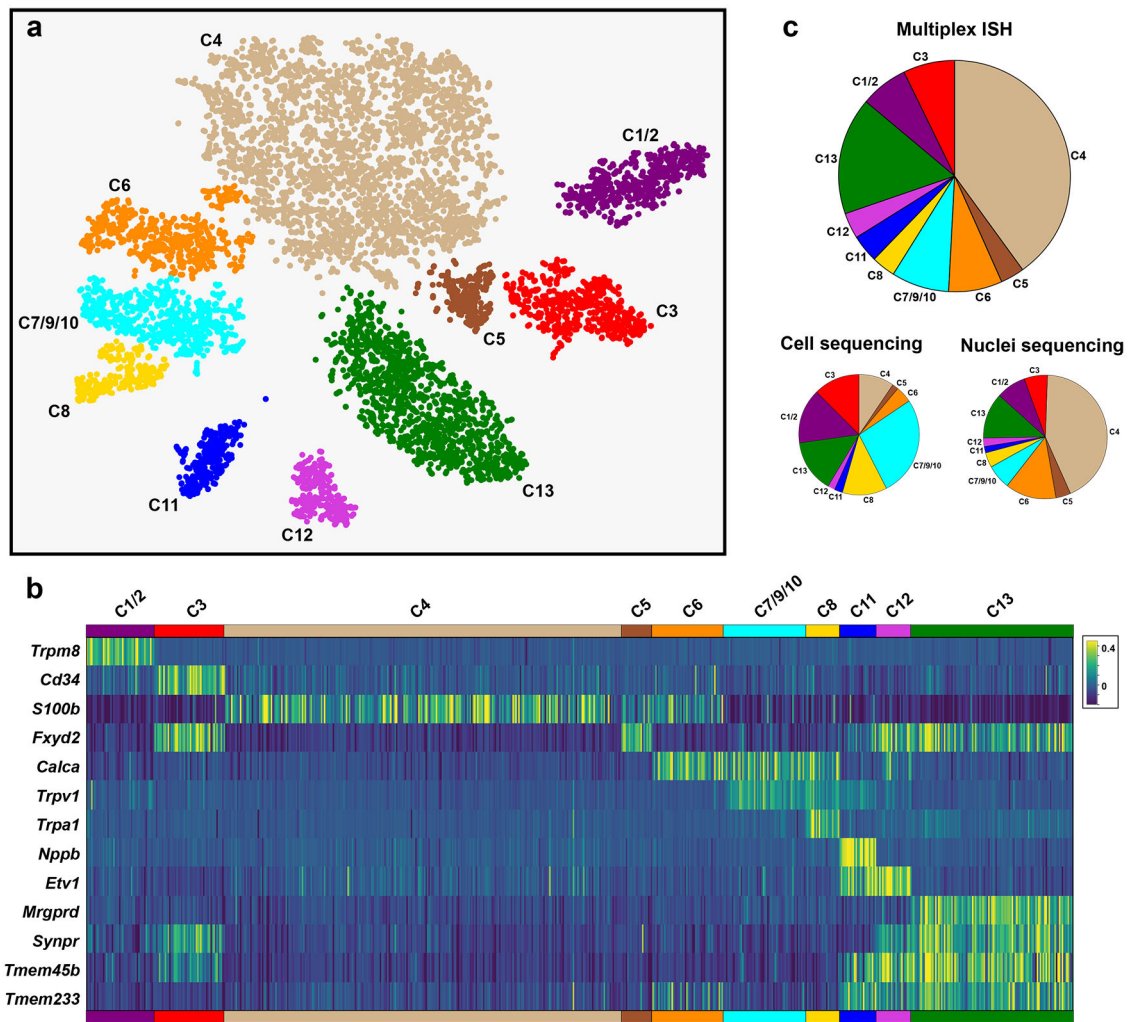 a
C4
C1/2
C6
C7/9/10
C5
C3
C8
C11
C12
C13
c
Multiplex ISH
C3
C1/2
C4
C13
C12
C11
C8
C7/9/10
C6
C5
Cell sequencing
C3
C4
C5
C6
C1/2
C7/9/10
C13
C12
C11
C8
Nuclei sequencing
C3
C1/2
C13
C4
C12
C11
C8
C7/9/10
C6
C5
b
C1/2 C3 C4 C5 C6 C7/9/10 C8 C11 C12 C13
Trpm8
Cd34
S100b
Fxyd2
Calca
Trpv1
Trpa1
Nppb
Etv1
Mrgprd
Synpr
Tmem45b
Tmem233
0.4
0